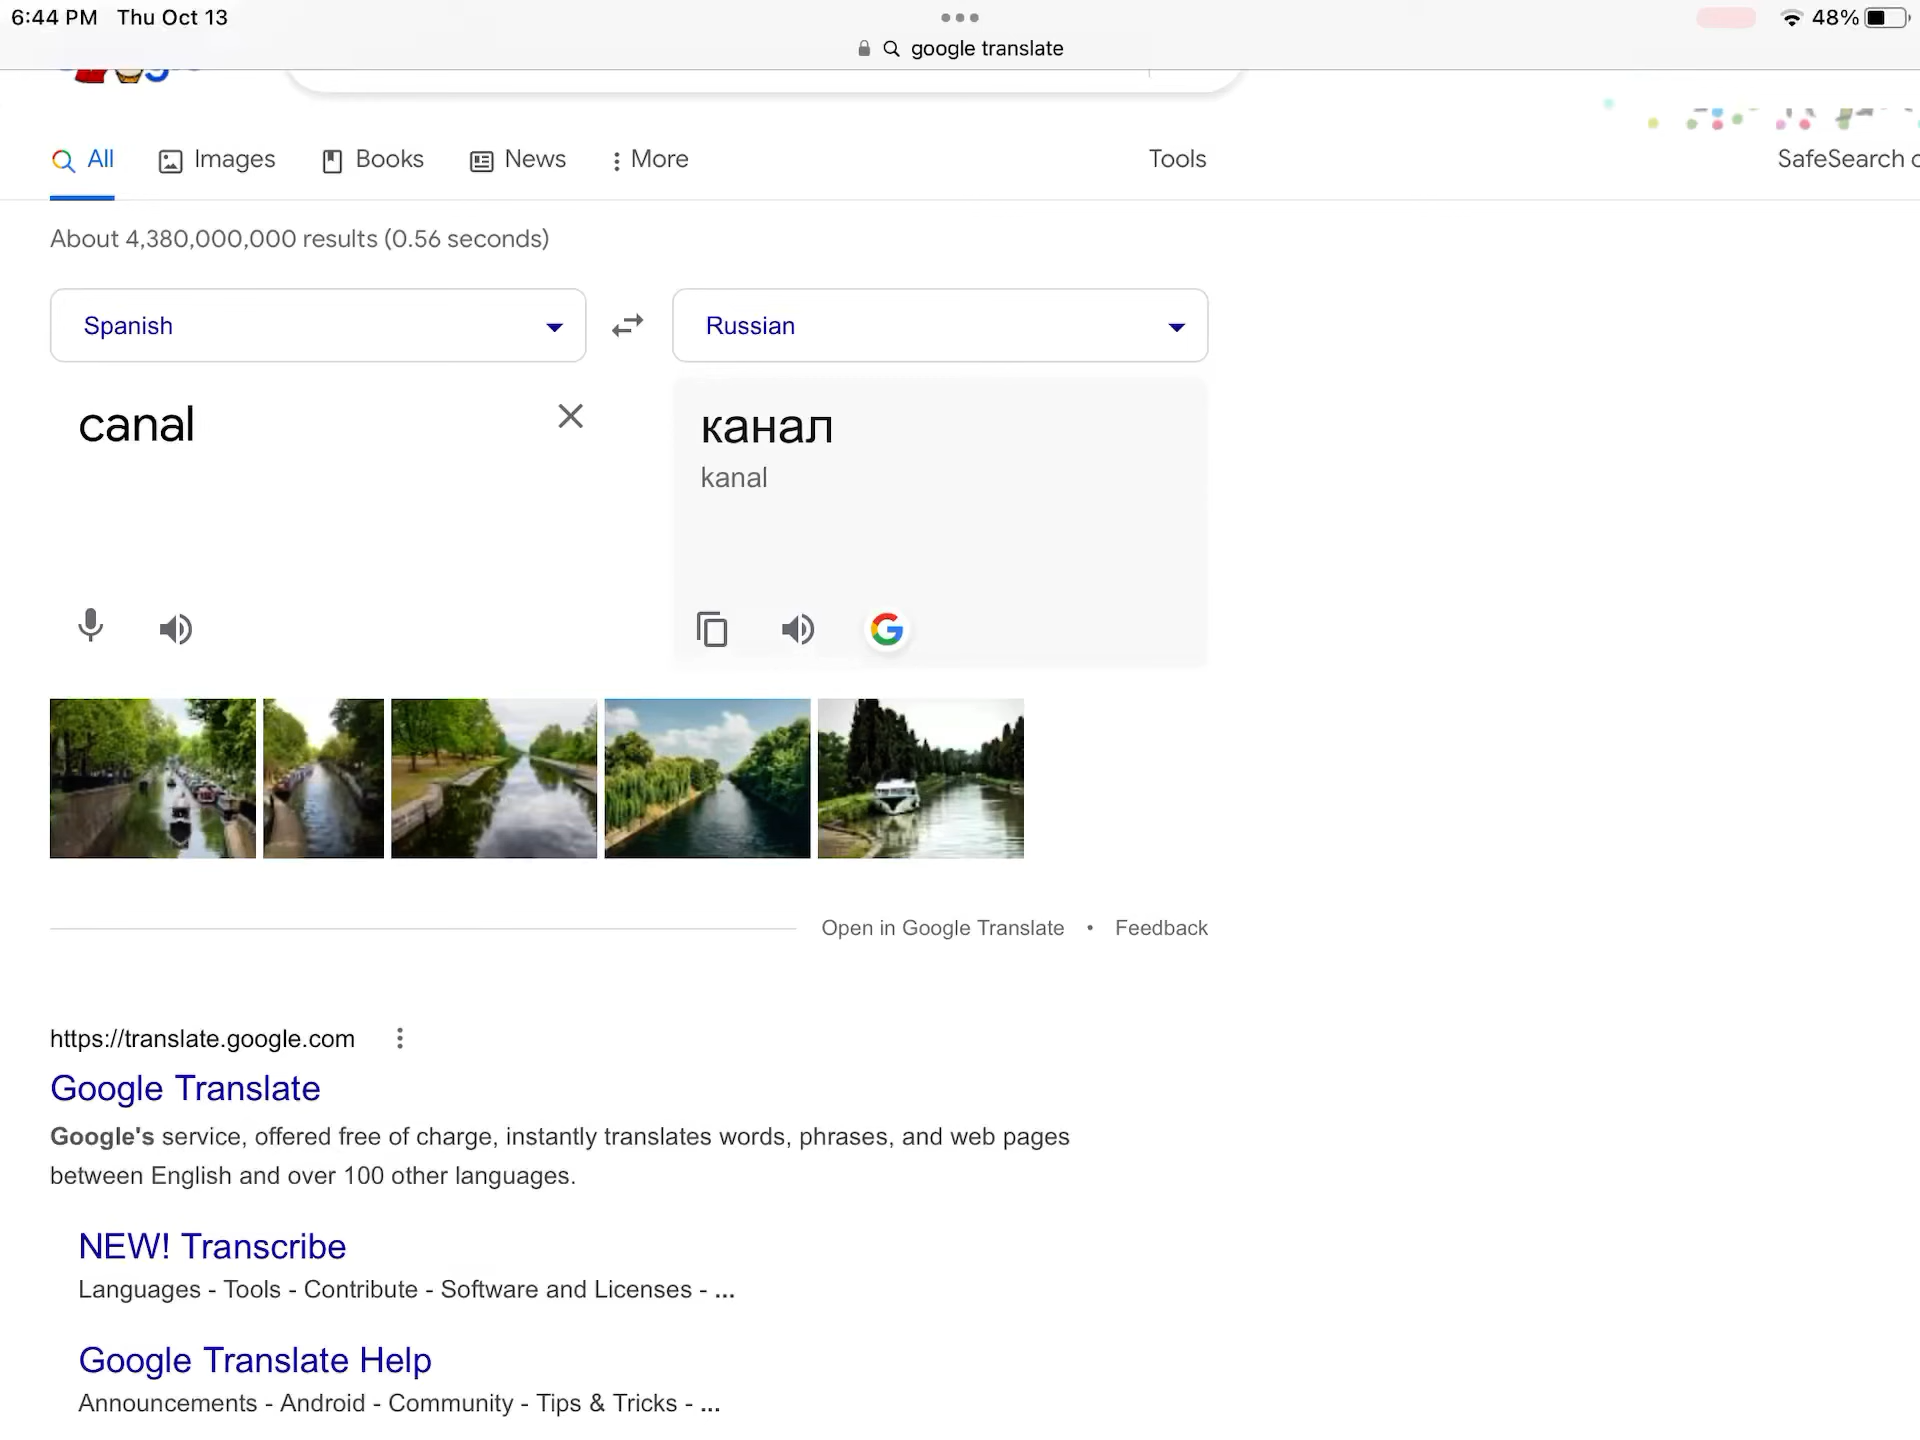 6:44 PM Thu Oct 13
48%
google translate
All Images Books News More Tools SafeSearch
About 4,380,000,000 results (0.56 seconds)
Spanish Russian
canal канал
kanal
Open in Google Translate • Feedback
https://translate.google.com
Google Translate
Google's service, offered free of charge, instantly translates words, phrases, and web pages
between English and over 100 other languages.
NEW! Transcribe
Languages - Tools - Contribute - Software and Licenses - ...
Google Translate Help
Announcements - Android - Community - Tips & Tricks - ...